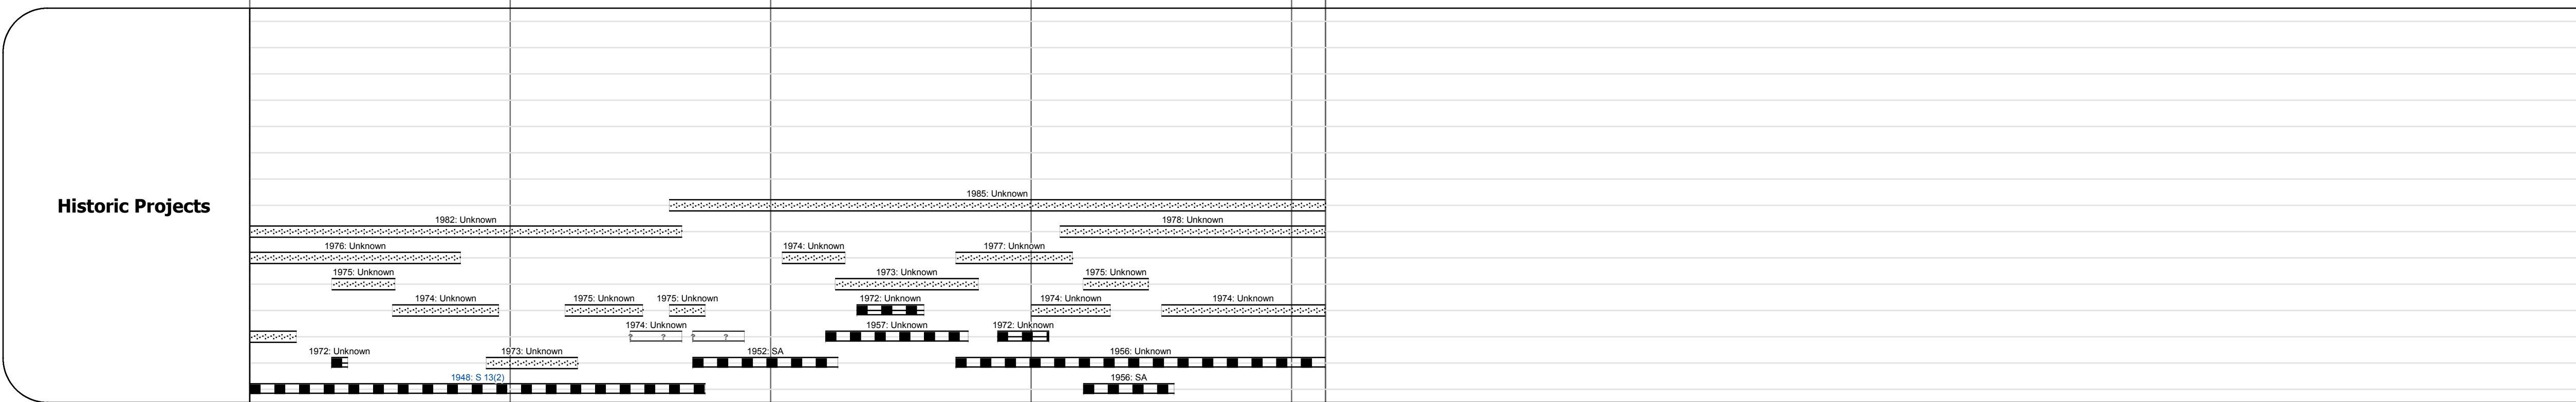 Historic Projects
1985: Unknown
1982: Unknown
1978: Unknown
1976: Unknown
1974: Unknown
1977: Unknown
1975: Unknown
1973: Unknown
1975: Unknown
1974: Unknown
1975: Unknown
1975: Unknown
1972: Unknown
1974: Unknown
1974: Unknown
1974: Unknown
? ? ? ?
1957: Unknown
1972: Unknown
1972: Unknown
1973: Unknown
1952: SA
1956: Unknown
1948: S 13(2)
1956: SA